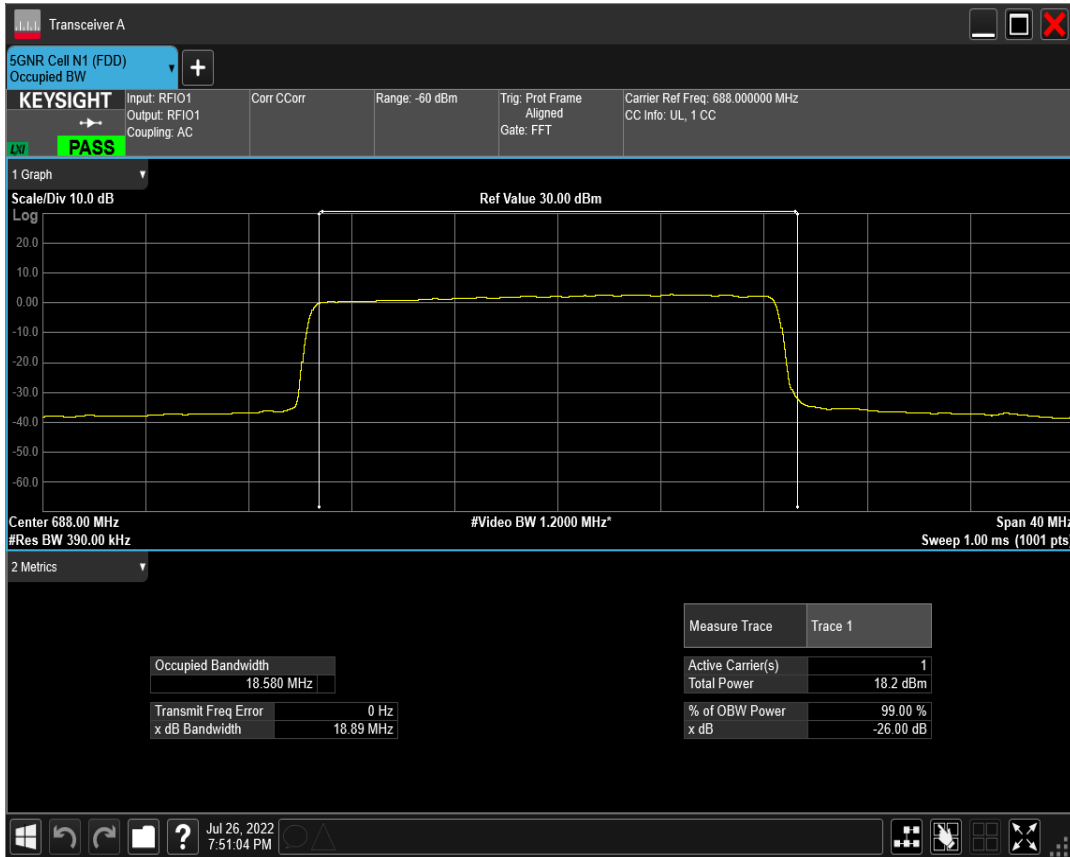 Transceiver A
5GNR Cell N1 (FDD)
Occupied BW
+
KEYSIGHT
LXI
PASS
Input: RFIO1
Output: RFIO1
Coupling: AC
Corr CCorr
Range: -60 dBm
Trig: Prot Frame
Aligned
Gate: FFT
Carrier Ref Freq: 688.000000 MHz
CC Info: UL, 1 CC
1 Graph
Scale/Div 10.0 dB
Ref Value 30.00 dBm
Log
20.0
10.0
0.00
-10.0
-20.0
-30.0
-40.0
-50.0
-60.0
Center 688.00 MHz
#Video BW 1.2000 MHz*
Span 40 MHz
#Res BW 390.00 kHz
Sweep 1.00 ms (1001 pts)
2 Metrics
Measure Trace Trace 1
Occupied Bandwidth
18.580 MHz
Active Carrier(s) 1
Total Power 18.2 dBm
Transmit Freq Error 0 Hz
x dB Bandwidth 18.89 MHz
% of OBW Power 99.00 %
x dB -26.00 dB
?
Jul 26, 2022
7:51:04 PM